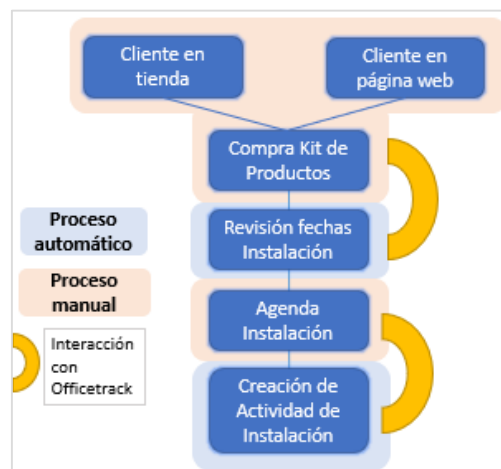 Cliente en
tienda
Cliente en
página web
Compra Kit de
Productos
Proceso
automático
Revisión fechas
Instalación
Proceso
manual
Agenda
Instalación
Interacción
con
Officetrack
Creación de
Actividad de
Instalación